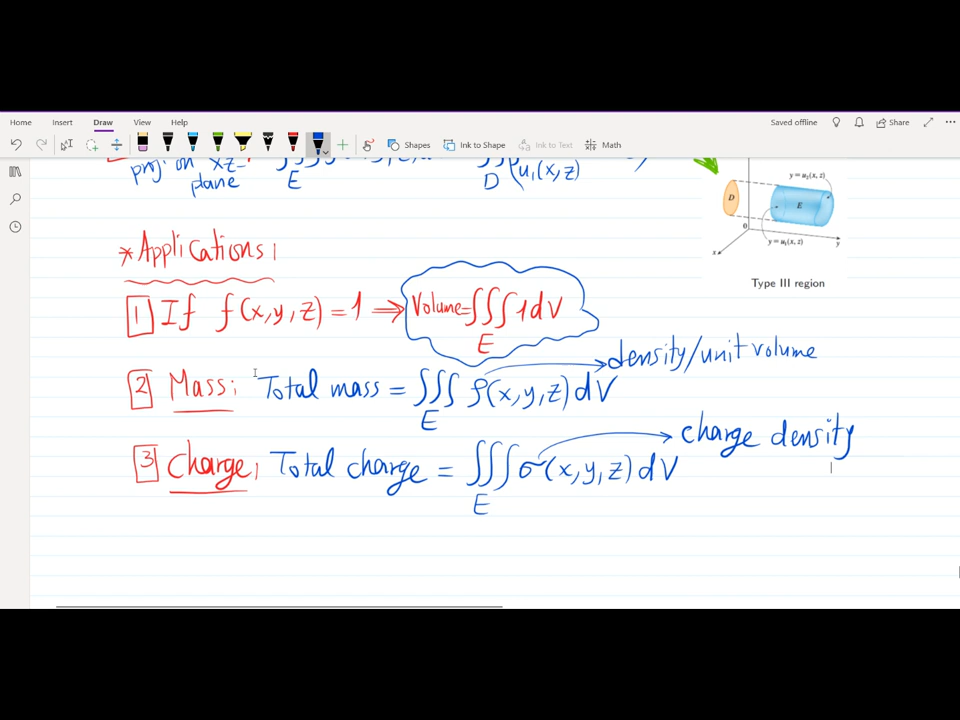 Home Insert Draw View Help
Saved offline Share
Shapes Ink to Shape Ink to Text Math
proj on xz-
plane
E
D u₁(x,z)
y = u₂(x, z)
D
E
0
y = u₁(x, z)
x
y
Type III region
*Applications:
1 If f(x,y,z)=1 ⇒ Volume=∭1dV
E
density/unit volume
2 Mass: Total mass = ∭ρ(x,y,z)dV
E
charge density
3 Charge: Total charge = ∭σ(x,y,z)dV
E